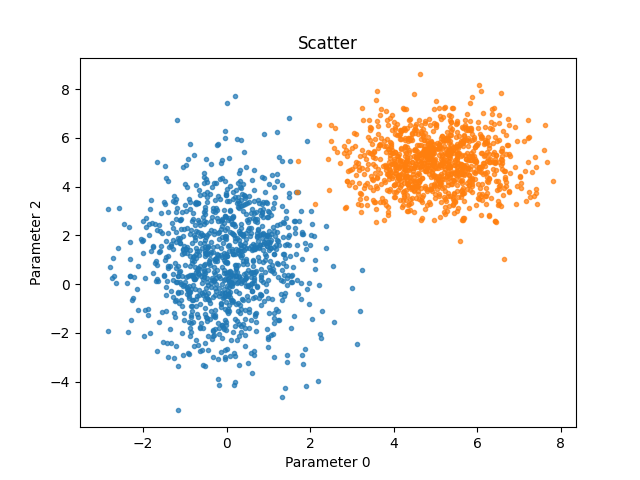 Scatter
8
6
4
2
0
−2
−4
Parameter 2
−2 0 2 4 6 8
Parameter 0